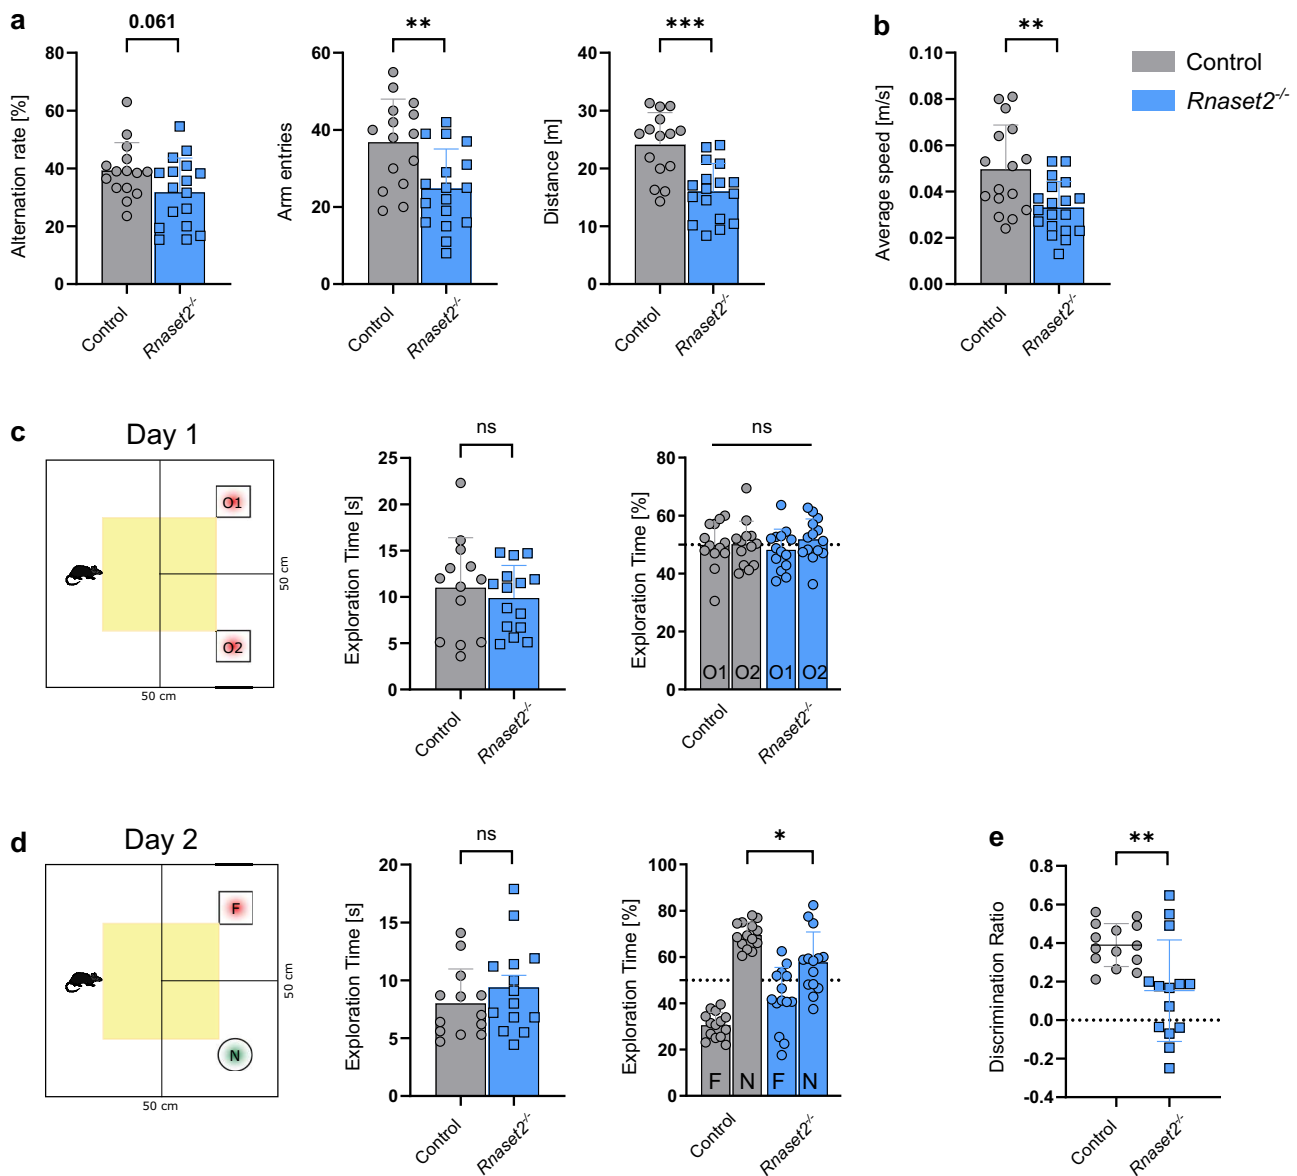 a
0.061
Alternation rate [%]
80
60
40
20
0
Control
Rnaset2-/-
**
Arm entries
60
40
20
0
Control
Rnaset2-/-
***
Distance [m]
40
30
20
10
0
Control
Rnaset2-/-
b
**
Average speed [m/s]
0.10
0.08
0.06
0.04
0.02
0.00
Control
Rnaset2-/-
Control
Rnaset2-/-
c
Day 1
O1
O2
50 cm
50 cm
ns
Exploration Time [s]
25
20
15
10
5
0
Control
Rnaset2-/-
ns
Exploration Time [%]
80
60
40
20
0
O1 O2 O1 O2
Control
Rnaset2-/-
d
Day 2
F
N
50 cm
50 cm
ns
Exploration Time [s]
20
15
10
5
0
Control
Rnaset2-/-
*
Exploration Time [%]
100
80
60
40
20
0
F N F N
Control
Rnaset2-/-
e
**
Discrimination Ratio
0.8
0.6
0.4
0.2
0.0
-0.2
-0.4
Control
Rnaset2-/-